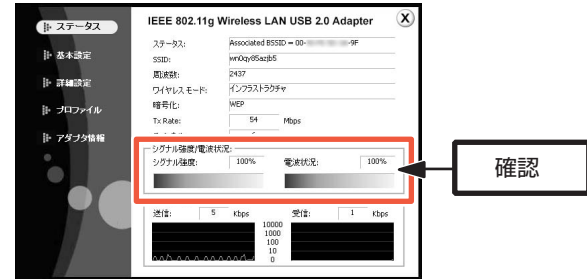 IEEE 802.11g Wireless LAN USB 2.0 Adapter
X
ステータス
基本設定
詳細設定
プロファイル
アダプタ情報
ステータス: Associated BSSID = 00- -9F
SSID: wn0qy85azjb5
周波数: 2437
ワイヤレス モード: インフラストラクチャ
暗号化: WEP
Tx Rate: 54 Mbps
シグナル強度/電波状況:
シグナル強度: 100% 電波状況: 100%
確認
送信: 5 Kbps 受信: 1 Kbps
10000
1000
100
10
0